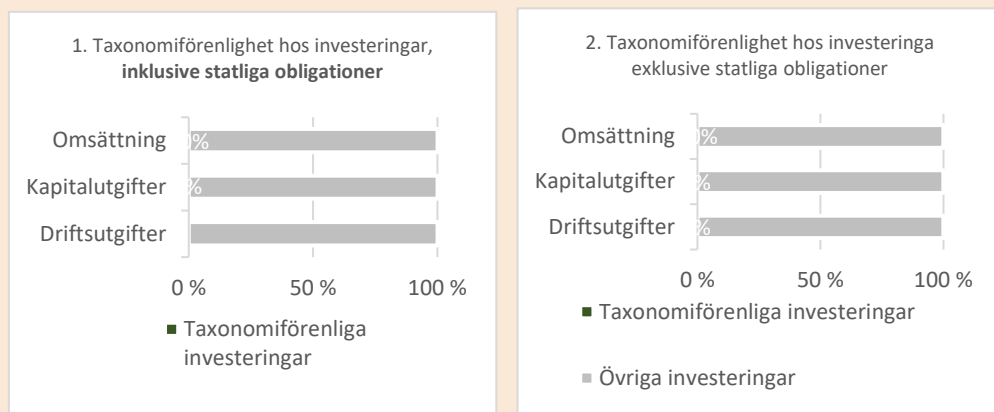 1. Taxonomiförenlighet hos investeringar,
inklusive statliga obligationer
Omsättning
Kapitalutgifter
Driftsutgifter
0 %
50 %
100 %
Taxonomiförenliga
investeringar
2. Taxonomiförenlighet hos investeringa
exklusive statliga obligationer
Omsättning
Kapitalutgifter
Driftsutgifter
0 %
50 %
100 %
Taxonomiförenliga investeringar
Övriga investeringar